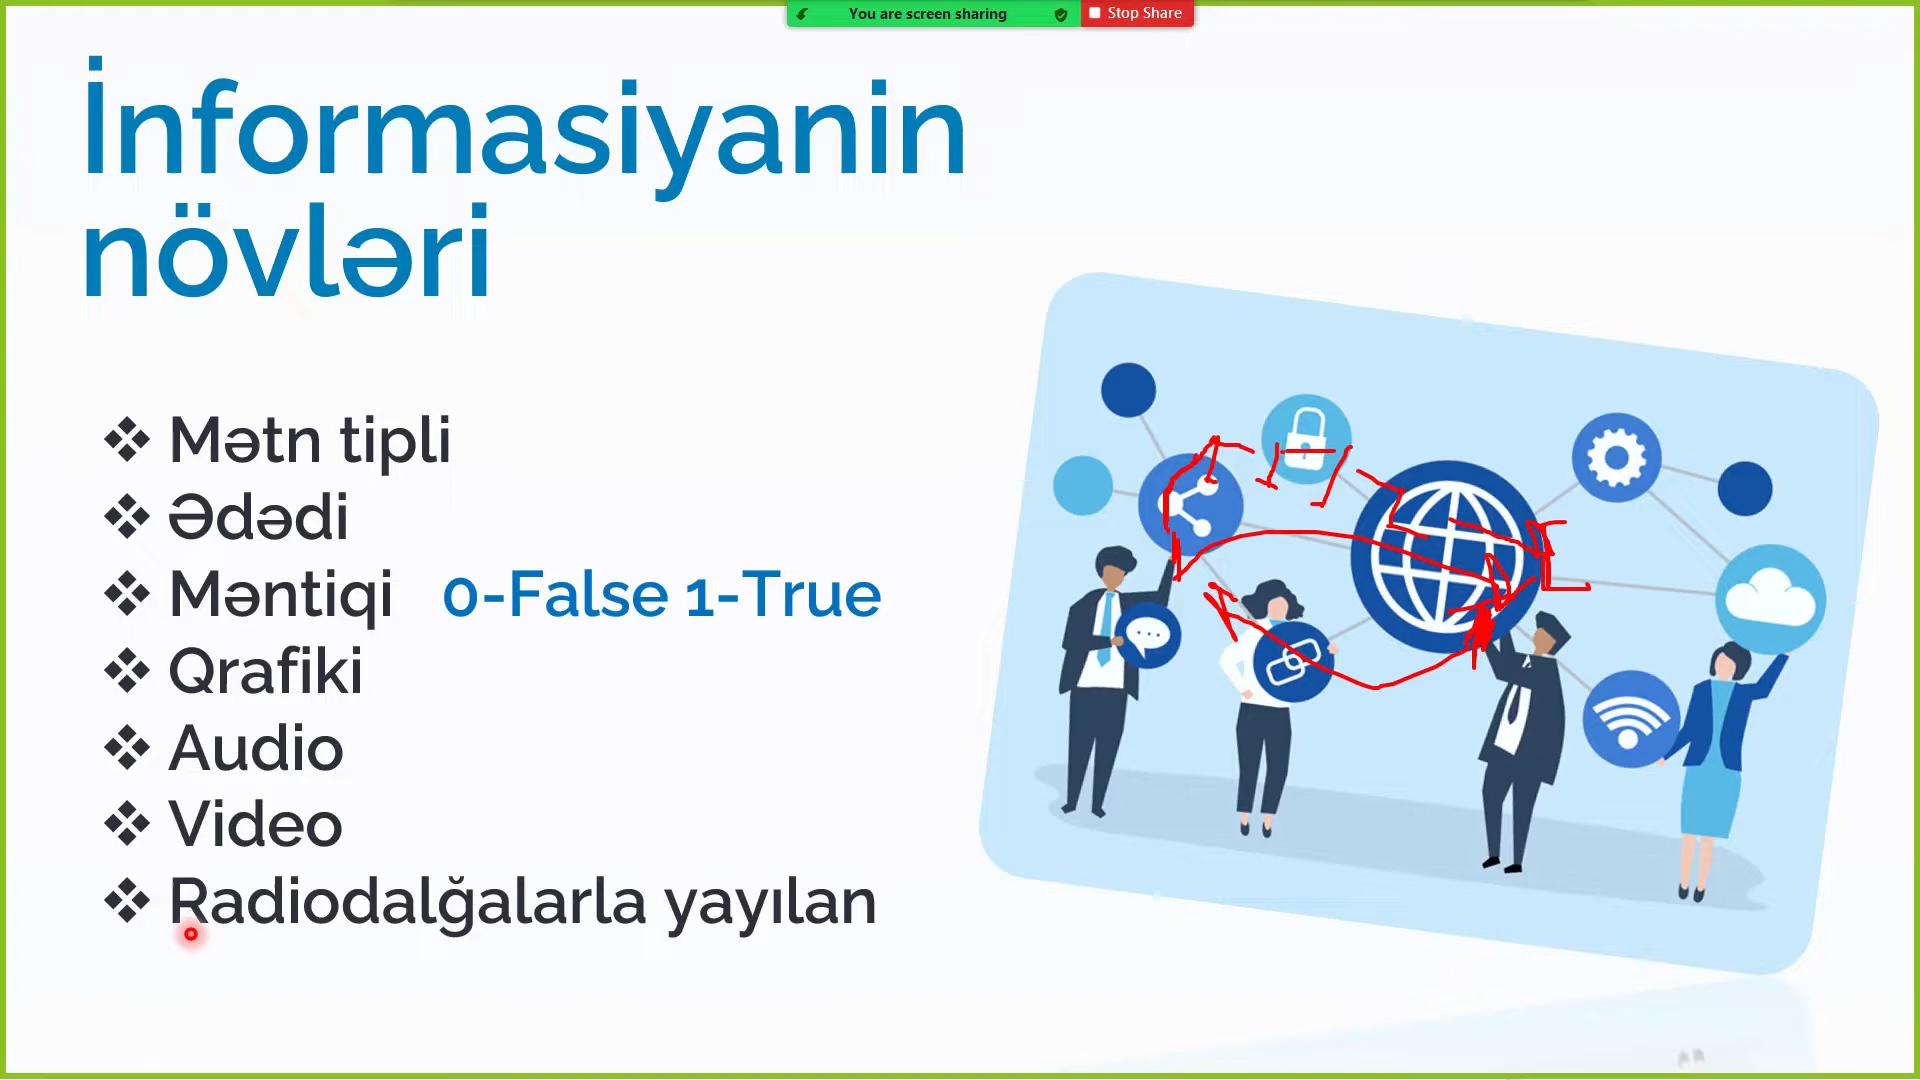 You are screen sharing
Stop Share
İnformasiyanin
növləri
Mətn tipli
Ədədi
Məntiqi 0-False 1-True
Qrafiki
Audio
Video
Radiodalğalarla yayılan